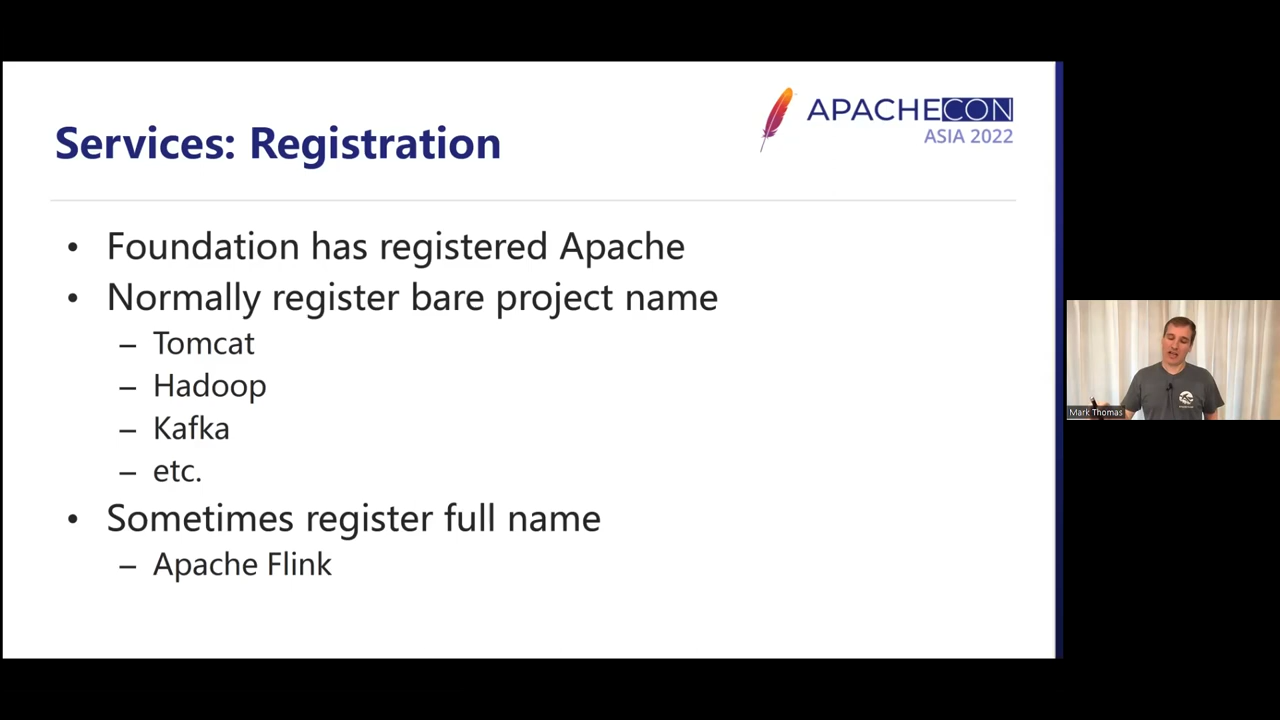 Services: Registration
APACHECON
ASIA 2022
• Foundation has registered Apache
• Normally register bare project name
– Tomcat
– Hadoop
– Kafka
– etc.
• Sometimes register full name
– Apache Flink
Mark Thomas